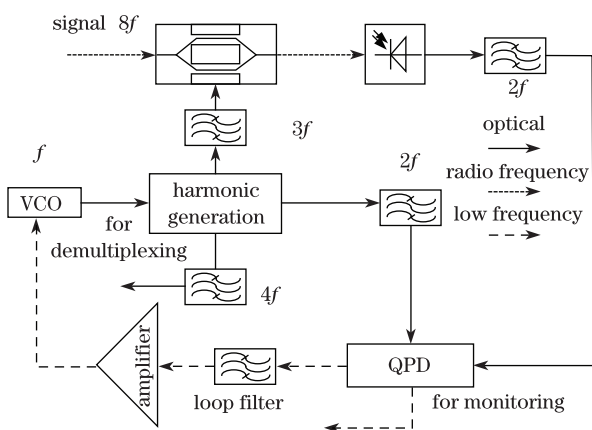 signal 8f
2f
3f
optical
f
2f
radio frequency
VCO
harmonic
generation
low frequency
for
demultiplexing
4f
amplifier
QPD
loop filter
for monitoring